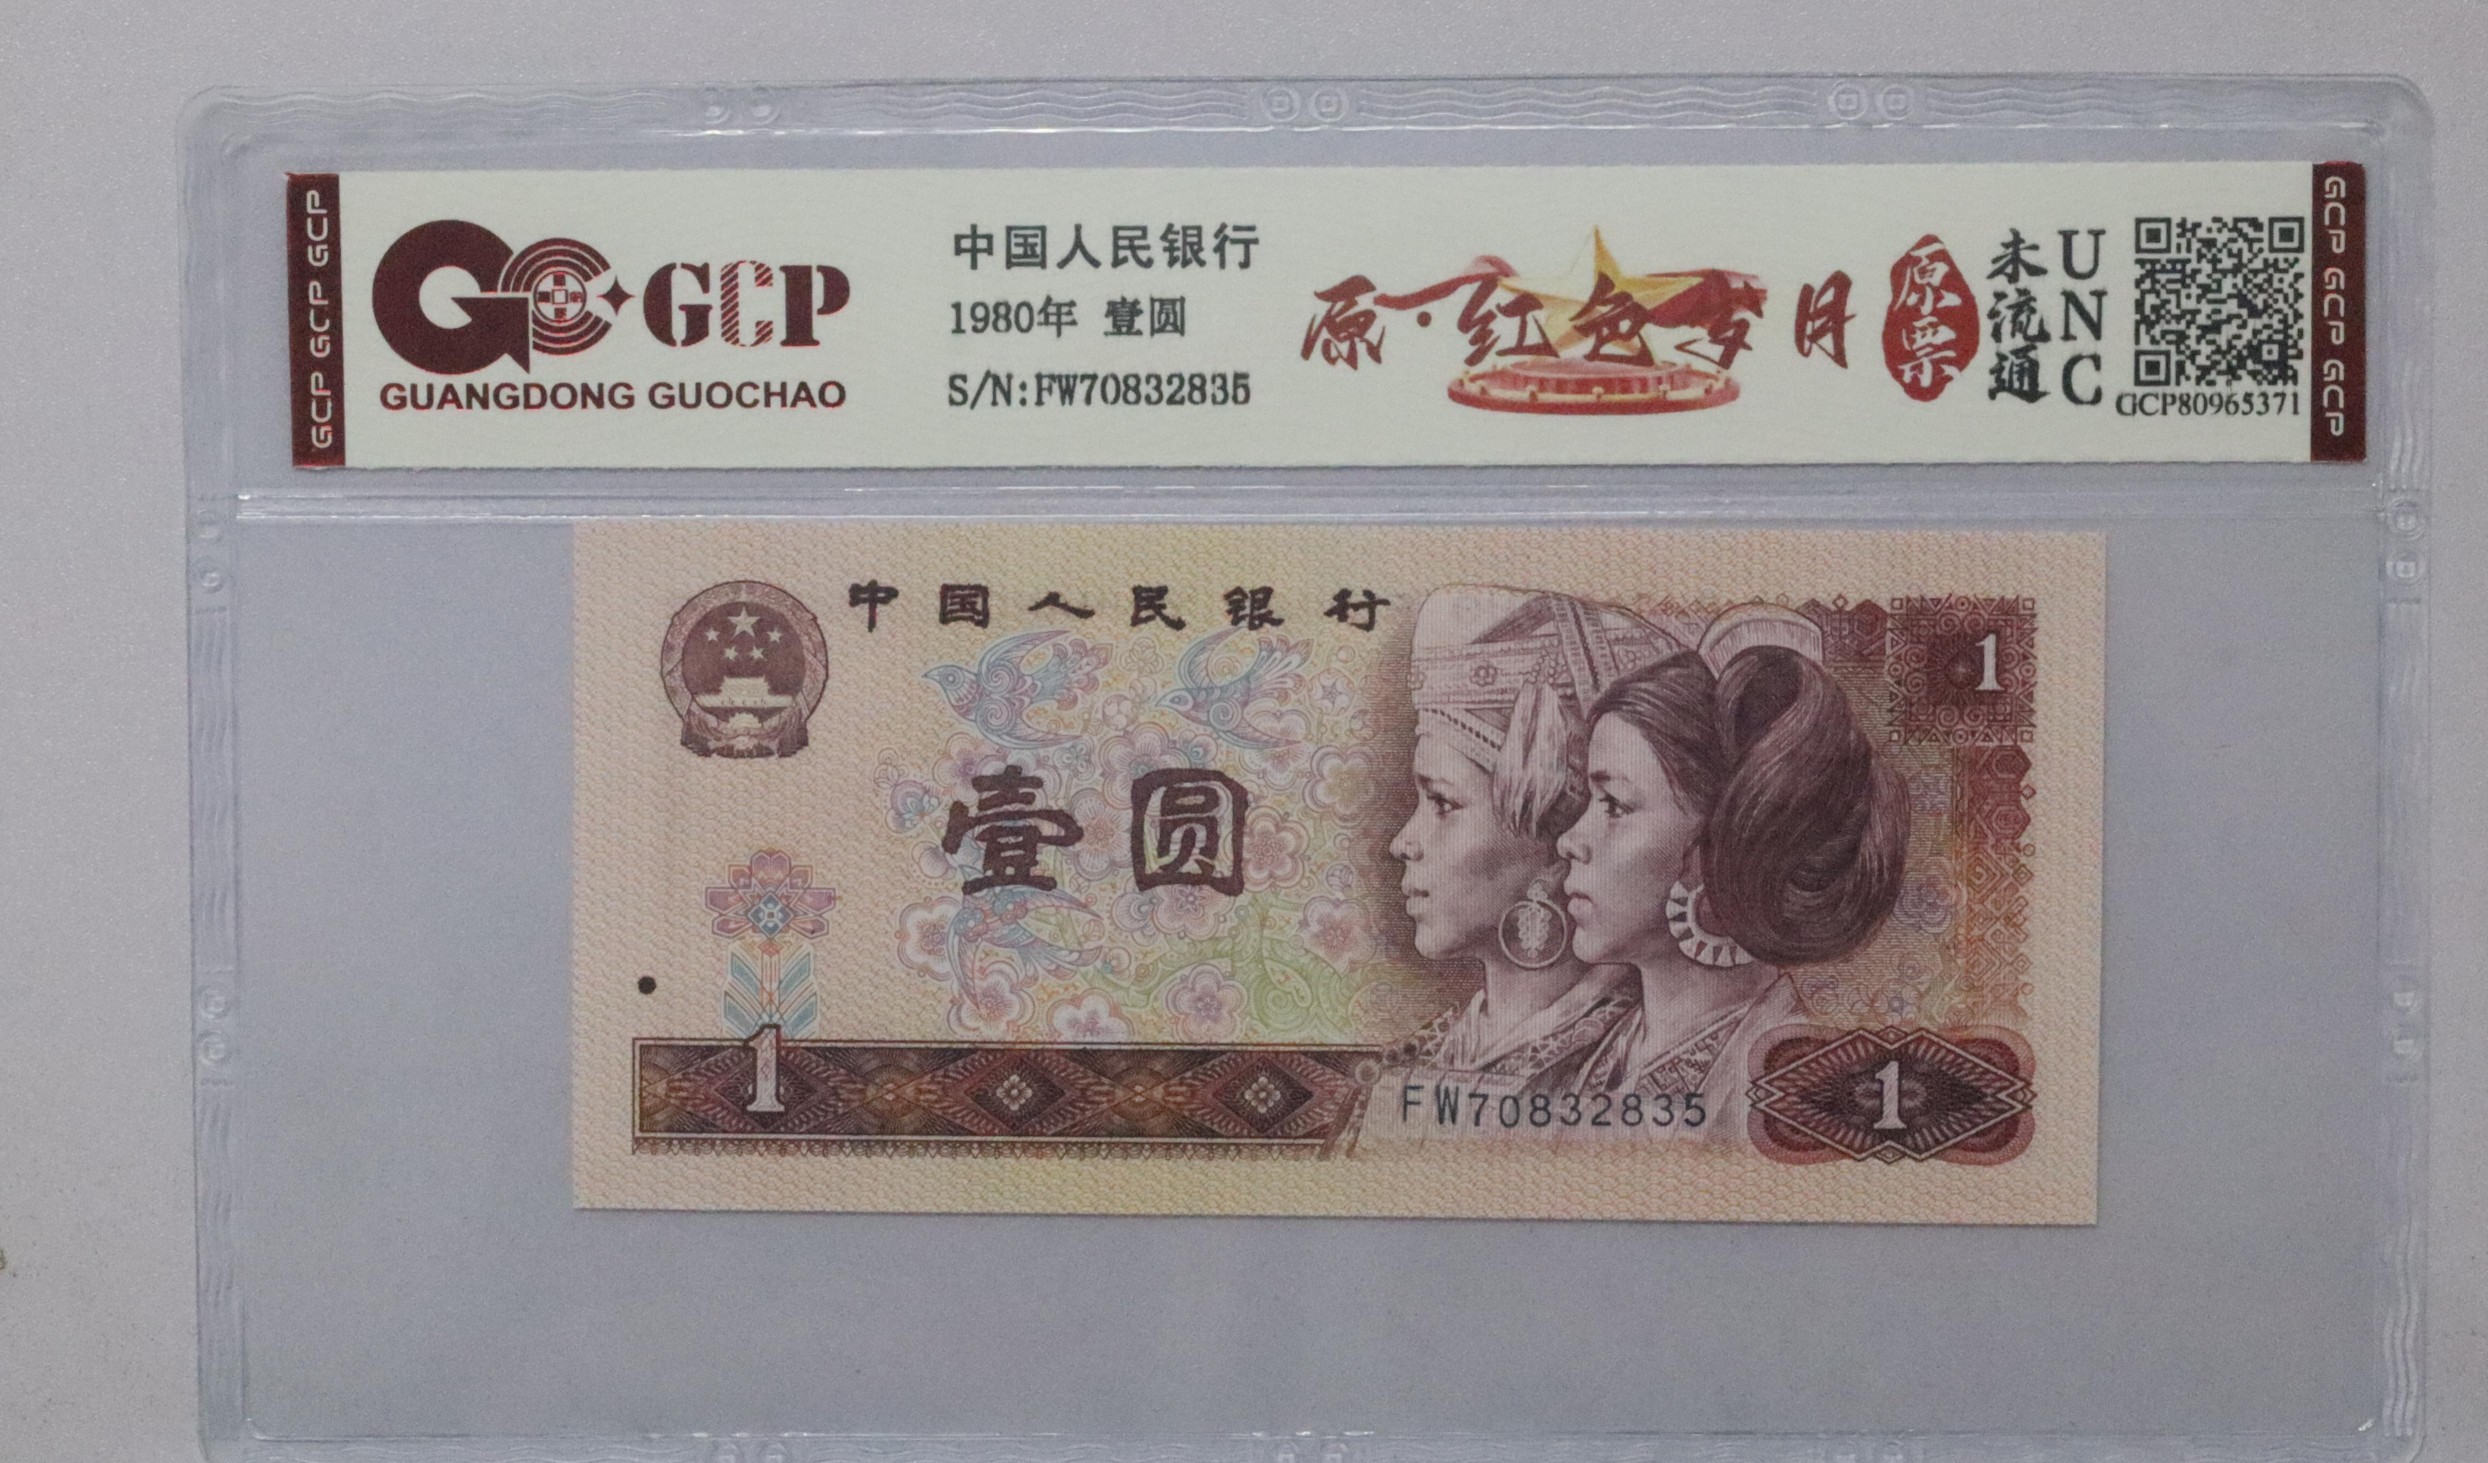 GCP GCP GCP
GCP
GUANGDONG GUOCHAO
中国人民银行
1980年 壹圆
S/N:FW70832835
原·红色岁月
原票
未流通
UNC
GCP80965371
GCP GCP GCP
中国人民银行
1
壹圆
1
FW70832835
1